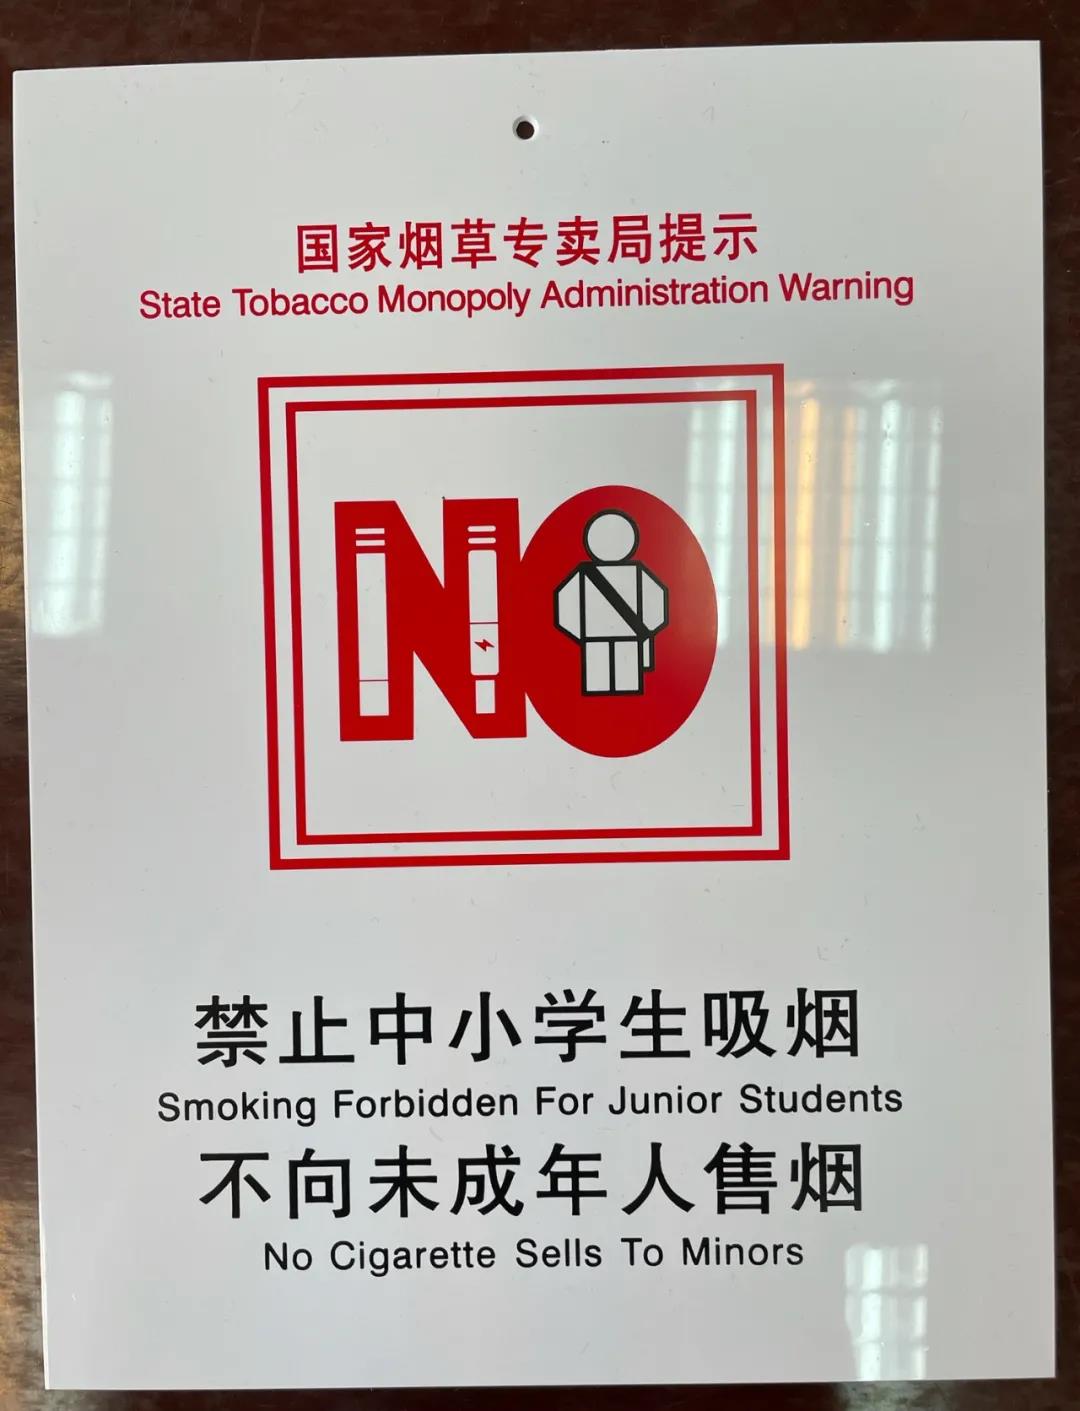 国家烟草专卖局提示
State Tobacco Monopoly Administration Warning
NO
禁止中小学生吸烟
Smoking Forbidden For Junior Students
不向未成年人售烟
No Cigarette Sells To Minors